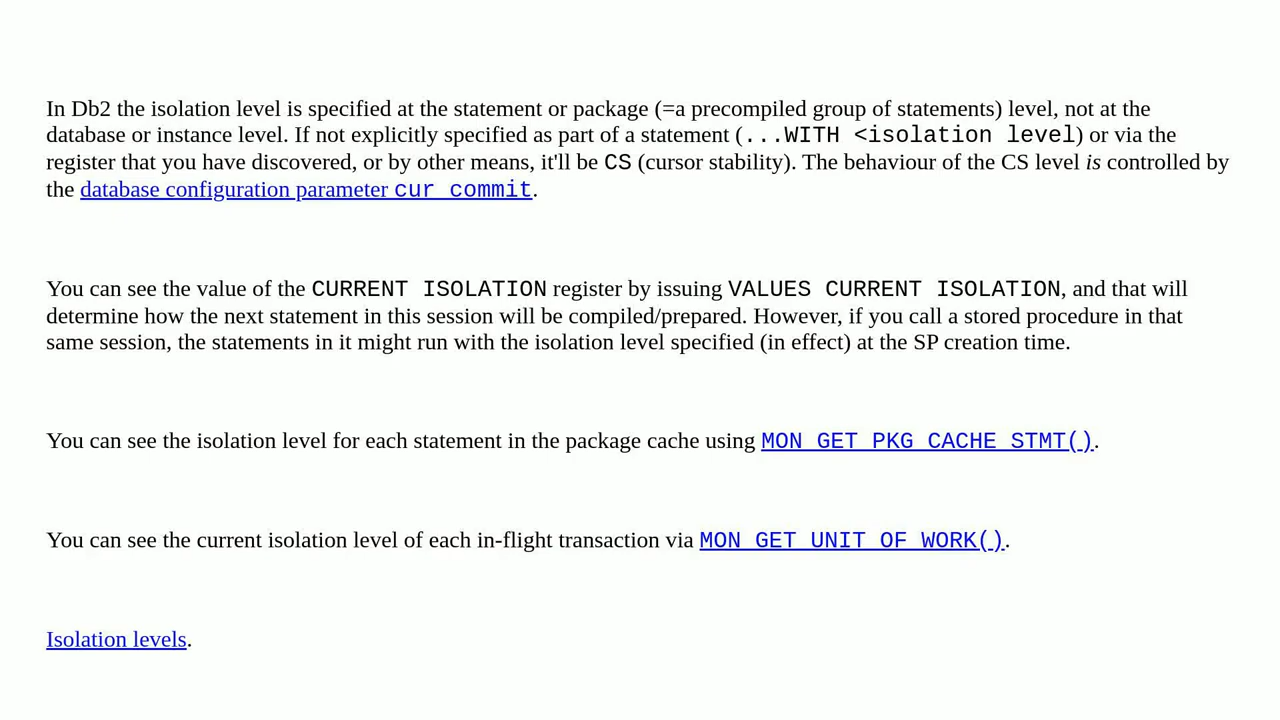 In Db2 the isolation level is specified at the statement or package (=a precompiled group of statements) level, not at the
database or instance level. If not explicitly specified as part of a statement (...WITH <isolation level) or via the
register that you have discovered, or by other means, it'll be CS (cursor stability). The behaviour of the CS level is controlled by
the database configuration parameter cur_commit.
You can see the value of the CURRENT ISOLATION register by issuing VALUES CURRENT ISOLATION, and that will
determine how the next statement in this session will be compiled/prepared. However, if you call a stored procedure in that
same session, the statements in it might run with the isolation level specified (in effect) at the SP creation time.
You can see the isolation level for each statement in the package cache using MON_GET_PKG_CACHE_STMT().
You can see the current isolation level of each in-flight transaction via MON_GET_UNIT_OF_WORK().
Isolation levels.